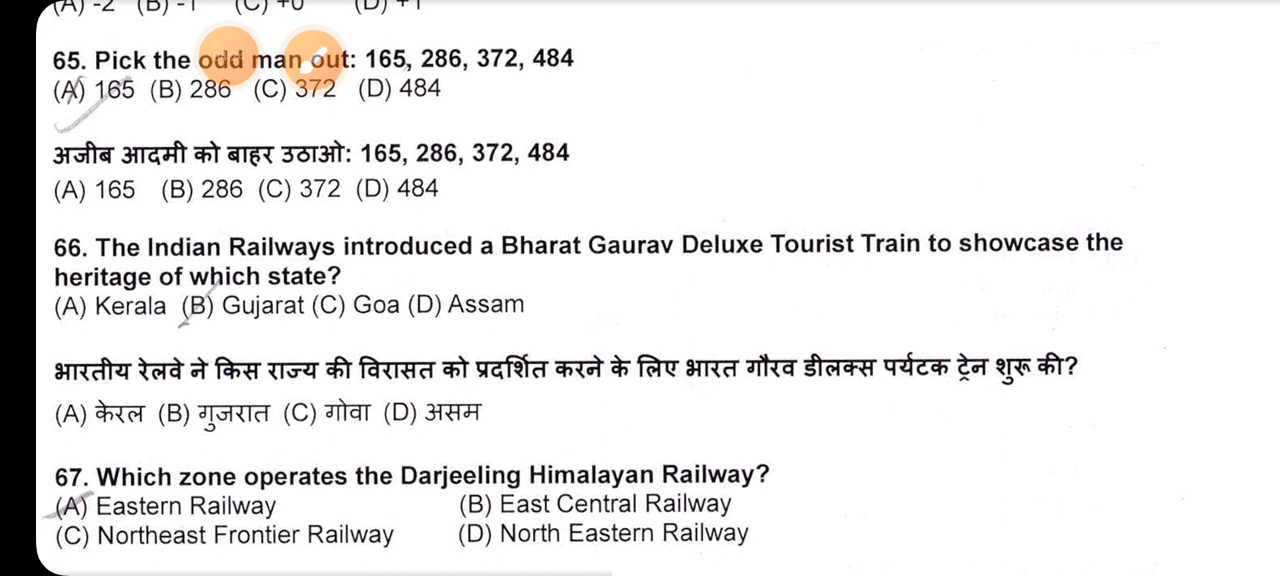 (A) -2 (B) -1 (C) +0 (D) +1
65. Pick the odd man out: 165, 286, 372, 484
(A) 165 (B) 286 (C) 372 (D) 484
अजीब आदमी को बाहर उठाओ: 165, 286, 372, 484
(A) 165 (B) 286 (C) 372 (D) 484
66. The Indian Railways introduced a Bharat Gaurav Deluxe Tourist Train to showcase the
heritage of which state?
(A) Kerala (B) Gujarat (C) Goa (D) Assam
भारतीय रेलवे ने किस राज्य की विरासत को प्रदर्शित करने के लिए भारत गौरव डीलक्स पर्यटक ट्रेन शुरू की?
(A) केरल (B) गुजरात (C) गोवा (D) असम
67. Which zone operates the Darjeeling Himalayan Railway?
(A) Eastern Railway (B) East Central Railway
(C) Northeast Frontier Railway (D) North Eastern Railway